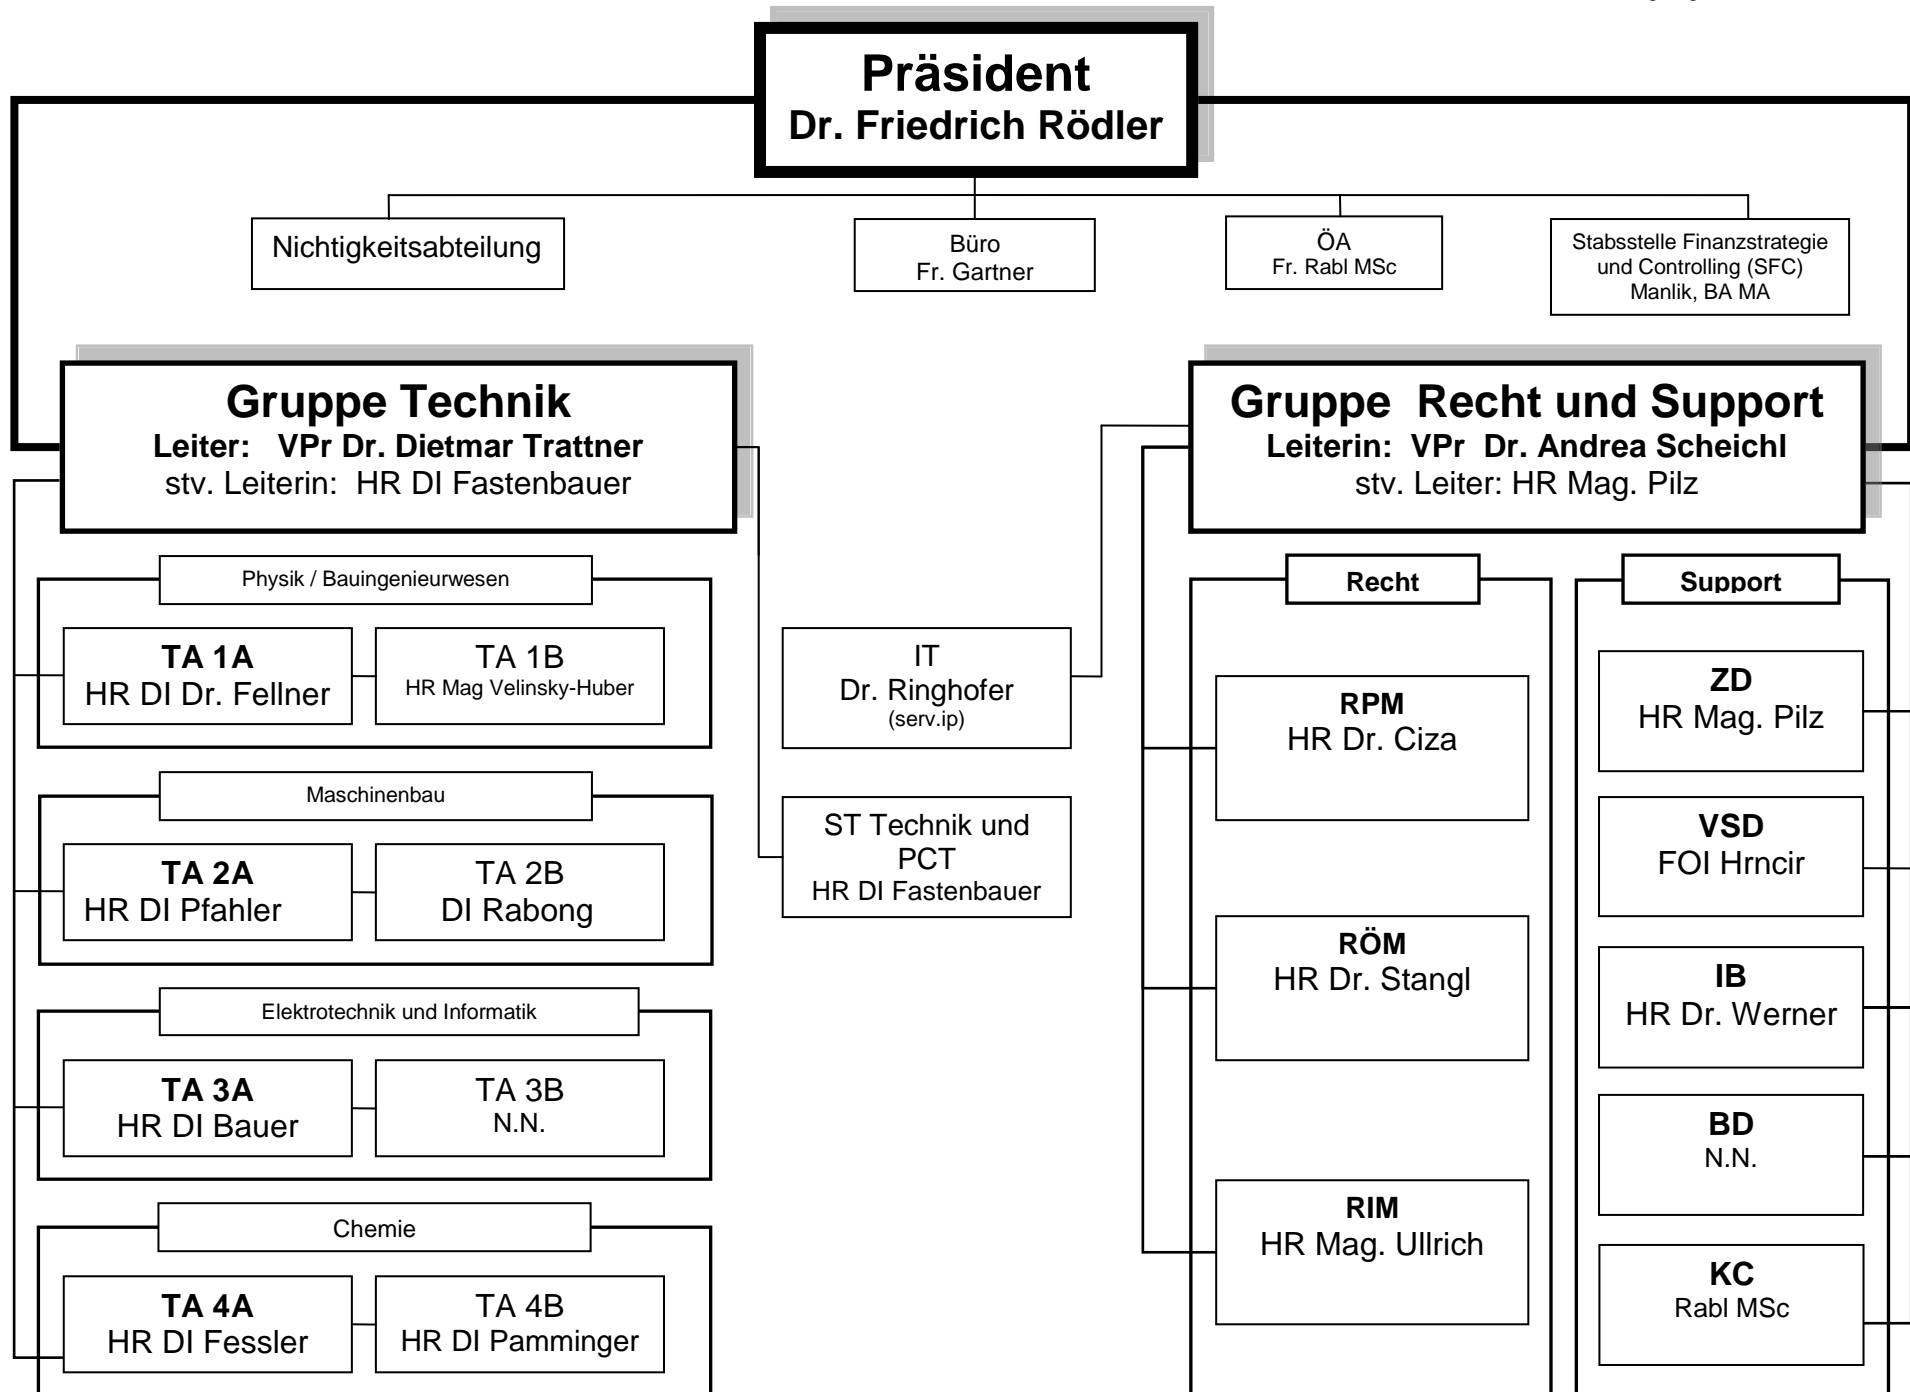 Präsident
Dr. Friedrich Rödler
Nichtigkeitsabteilung
Büro
Fr. Gartner
ÖA
Fr. Rabl MSc
Stabsstelle Finanzstrategie
und Controlling (SFC)
Manlik, BA MA
Gruppe Technik
Leiter: VPr Dr. Dietmar Trattner
stv. Leiterin: HR DI Fastenbauer
Gruppe Recht und Support
Leiterin: VPr Dr. Andrea Scheichl
stv. Leiter: HR Mag. Pilz
Physik / Bauingenieurwesen
TA 1A
HR DI Dr. Fellner
TA 1B
HR Mag Velinsky-Huber
Maschinenbau
TA 2A
HR DI Pfahler
TA 2B
DI Rabong
Elektrotechnik und Informatik
TA 3A
HR DI Bauer
TA 3B
N.N.
Chemie
TA 4A
HR DI Fessler
TA 4B
HR DI Pamminger
IT
Dr. Ringhofer
(serv.ip)
ST Technik und
PCT
HR DI Fastenbauer
Recht
RPM
HR Dr. Ciza
RÖM
HR Dr. Stangl
RIM
HR Mag. Ullrich
Support
ZD
HR Mag. Pilz
VSD
FOI Hrncir
IB
HR Dr. Werner
BD
N.N.
KC
Rabl MSc